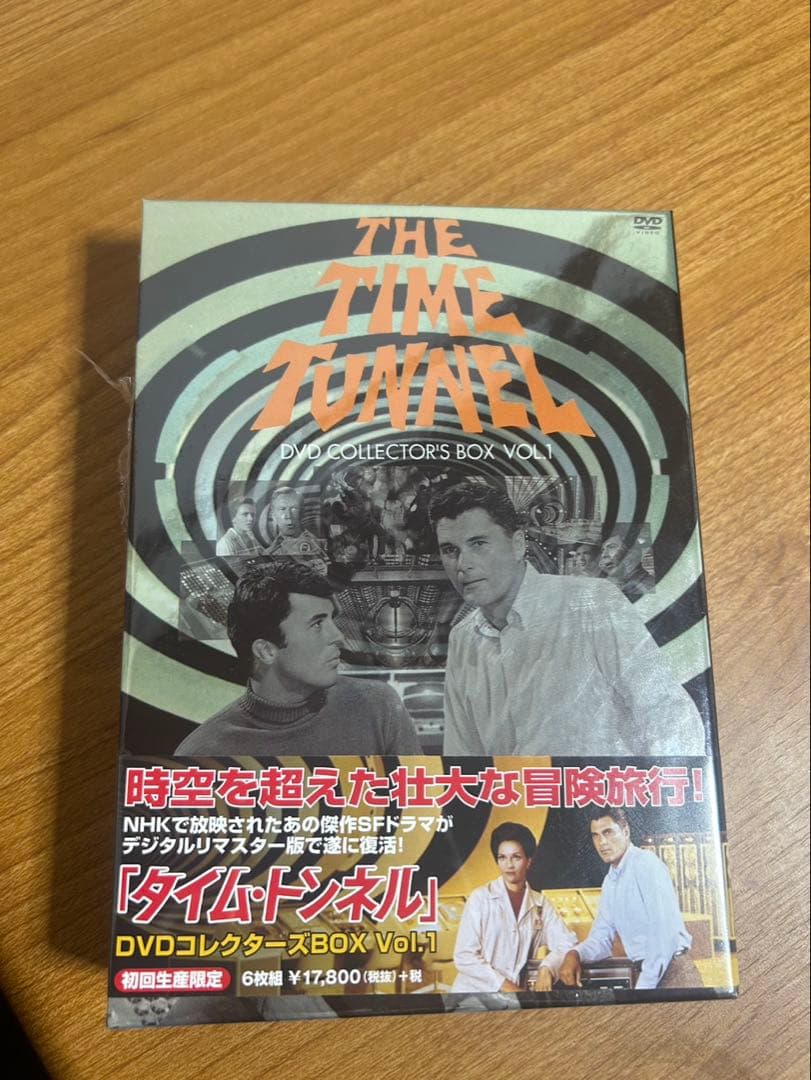 DVD
VIDEO
THE
TIME
TUNNEL
DVD COLLECTOR'S BOX VOL.1
時空を超えた壮大な冒険旅行!
NHKで放映されたあの傑作SFドラマが
デジタルリマスター版で遂に復活!
「タイム・トンネル」
DVDコレクターズBOX Vol.1
初回生産限定 6枚組 ¥17,800(税抜)+税